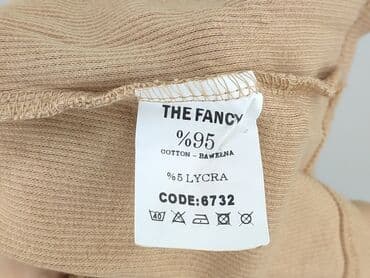 THE FANCY
%95
COTTON - BAWEŁNA
%5 LYCRA
CODE:6732
40